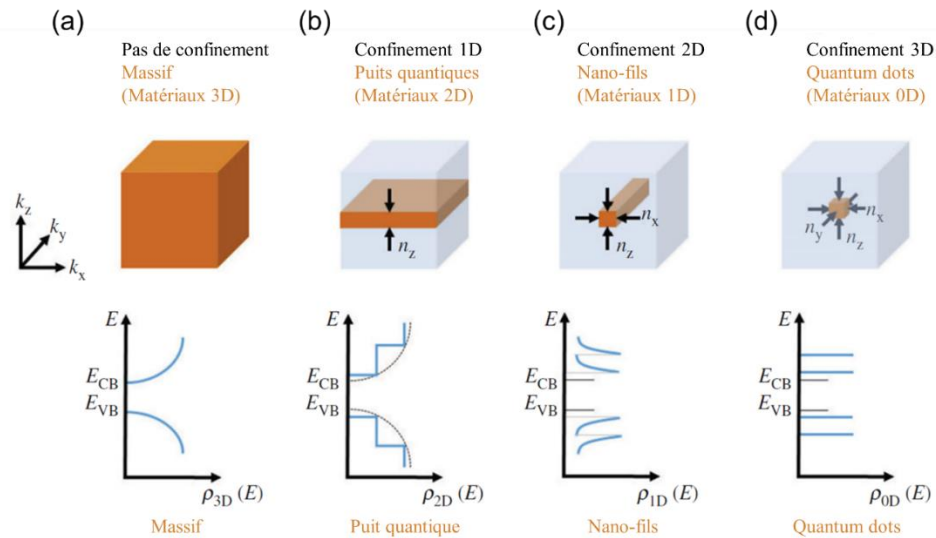 (a)
Pas de confinement
Massif
(Matériaux 3D)
(b)
Confinement 1D
Puits quantiques
(Matériaux 2D)
(c)
Confinement 2D
Nano-fils
(Matériaux 1D)
(d)
Confinement 3D
Quantum dots
(Matériaux 0D)
k_z
k_y
k_x
n_z
n_x
n_z
n_x
n_y
n_z
E
E_CB
E_VB
ρ_3D (E)
Massif
E
E_CB
E_VB
ρ_2D (E)
Puit quantique
E
E_CB
E_VB
ρ_1D (E)
Nano-fils
E
E_CB
E_VB
ρ_0D (E)
Quantum dots